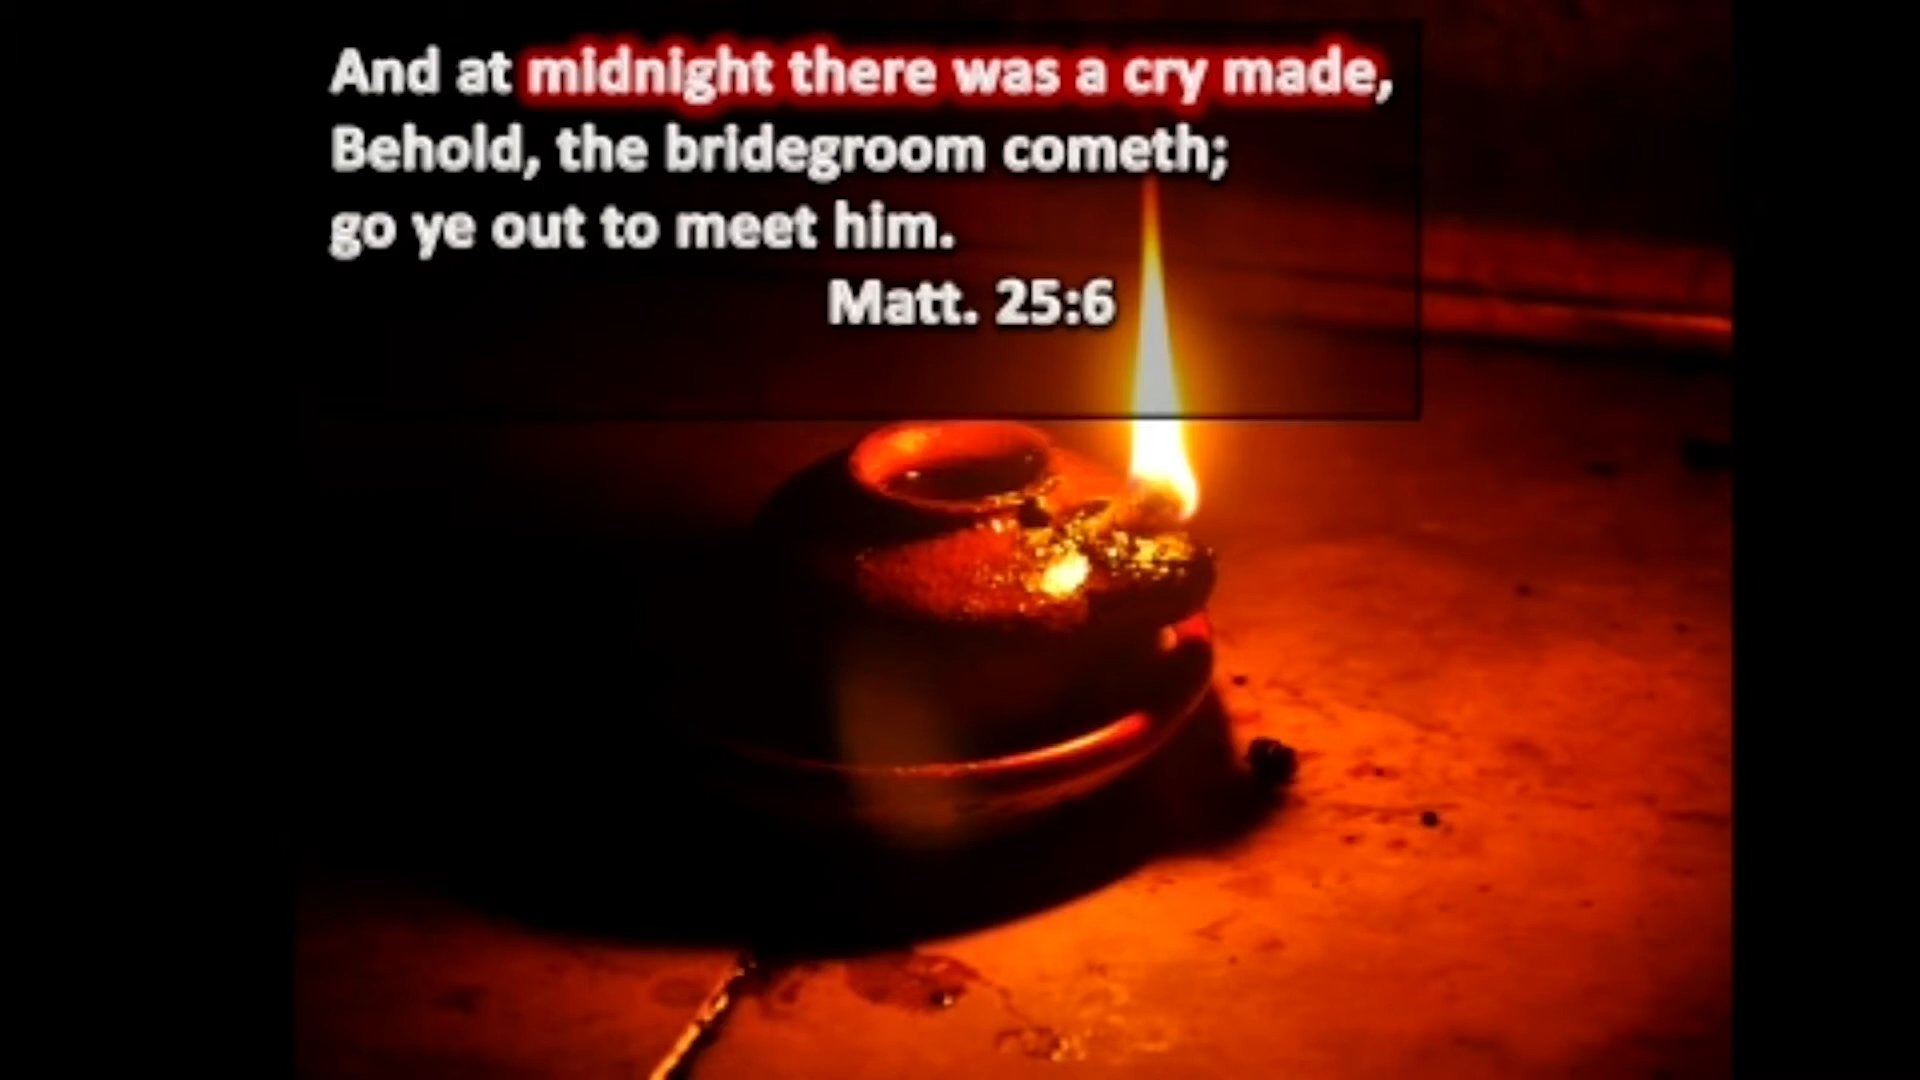 And at midnight there was a cry made,
Behold, the bridegroom cometh;
go ye out to meet him.
Matt. 25:6